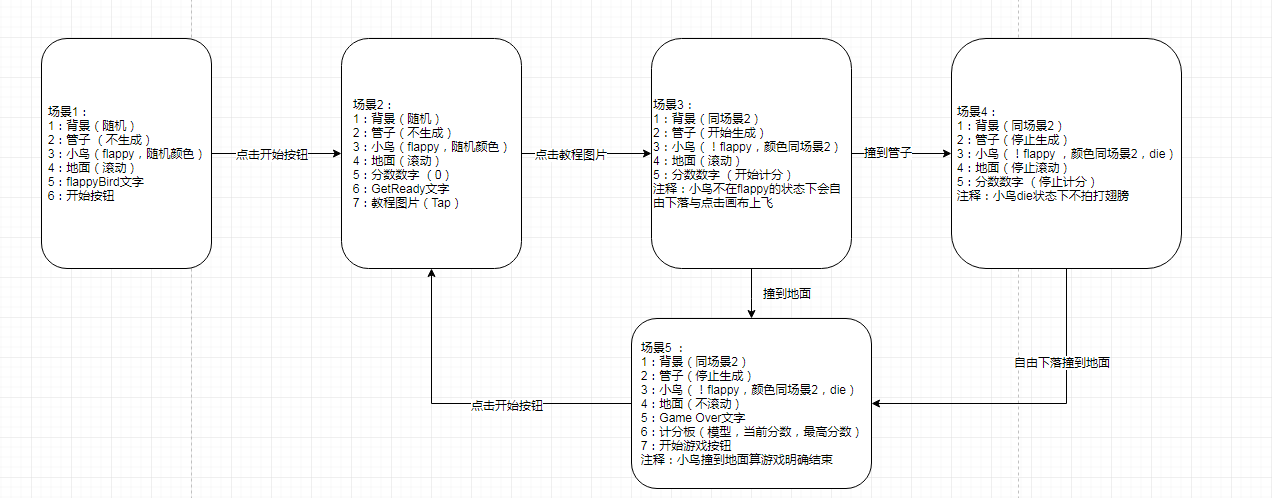 场景1：
1：背景（随机）
2：管子 （不生成）
3：小鸟（flappy，随机颜色）
4：地面（滚动）
5：flappyBird文字
6：开始按钮
点击开始按钮
场景2：
1：背景（随机）
2：管子（不生成）
3：小鸟（flappy，随机颜色）
4：地面（滚动）
5：分数数字（0）
6：GetReady文字
7：教程图片（Tap）
点击教程图片
场景3：
1：背景（同场景2）
2：管子（开始生成）
3：小鸟（！flappy，颜色同场景2）
4：地面（滚动）
5：分数数字（开始计分）
注释：小鸟不在flappy的状态下会自
由下落与点击画布上飞
撞到管子
场景4：
1：背景（同场景2）
2：管子（停止生成）
3：小鸟（！flappy ，颜色同场景2，die）
4：地面（停止滚动）
5：分数数字 （停止计分）
注释：小鸟die状态下不拍打翅膀
撞到地面
自由下落撞到地面
场景5 ：
1：背景（同场景2）
2：管子（停止生成）
3：小鸟（！flappy，颜色同场景2，die）
4：地面（不滚动）
5：Game Over文字
6：计分板（模型，当前分数，最高分数）
7：开始游戏按钮
注释：小鸟撞到地面算游戏明确结束
点击开始按钮